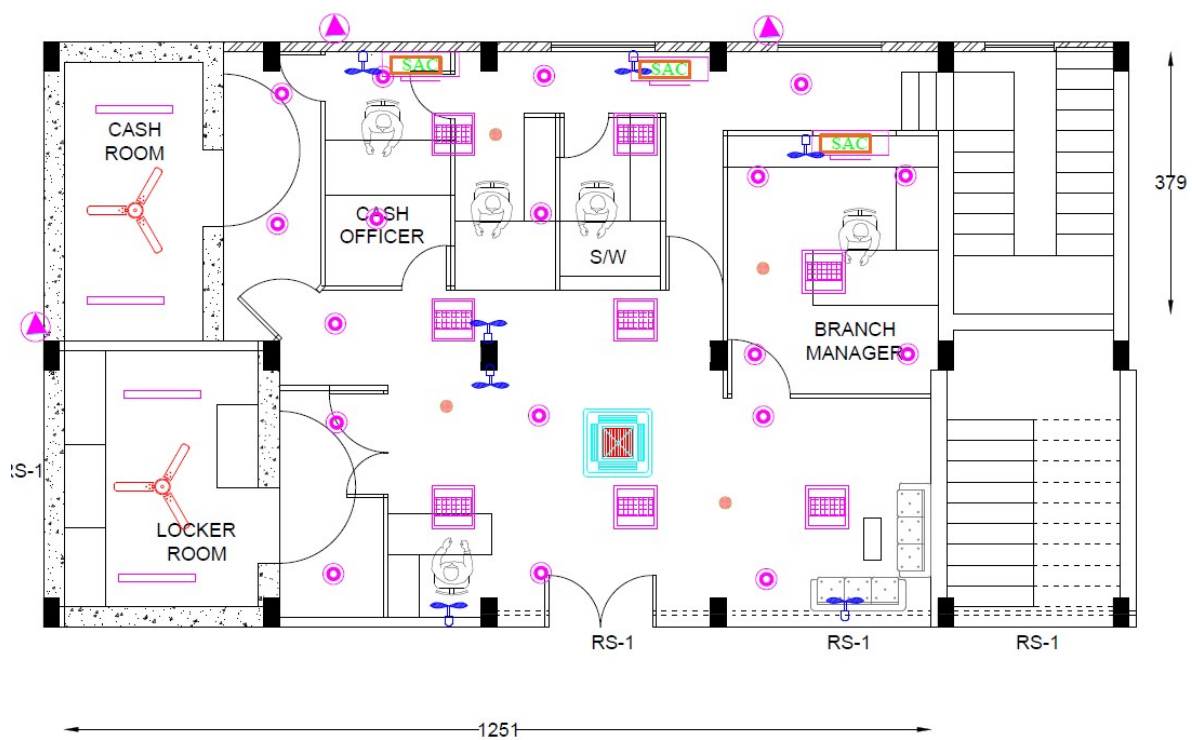 SAC
SAC
CASH
ROOM
SAC
379
CASH
OFFICER
S/W
BRANCH
MANAGER
RS-1
LOCKER
ROOM
RS-1
RS-1
RS-1
1251